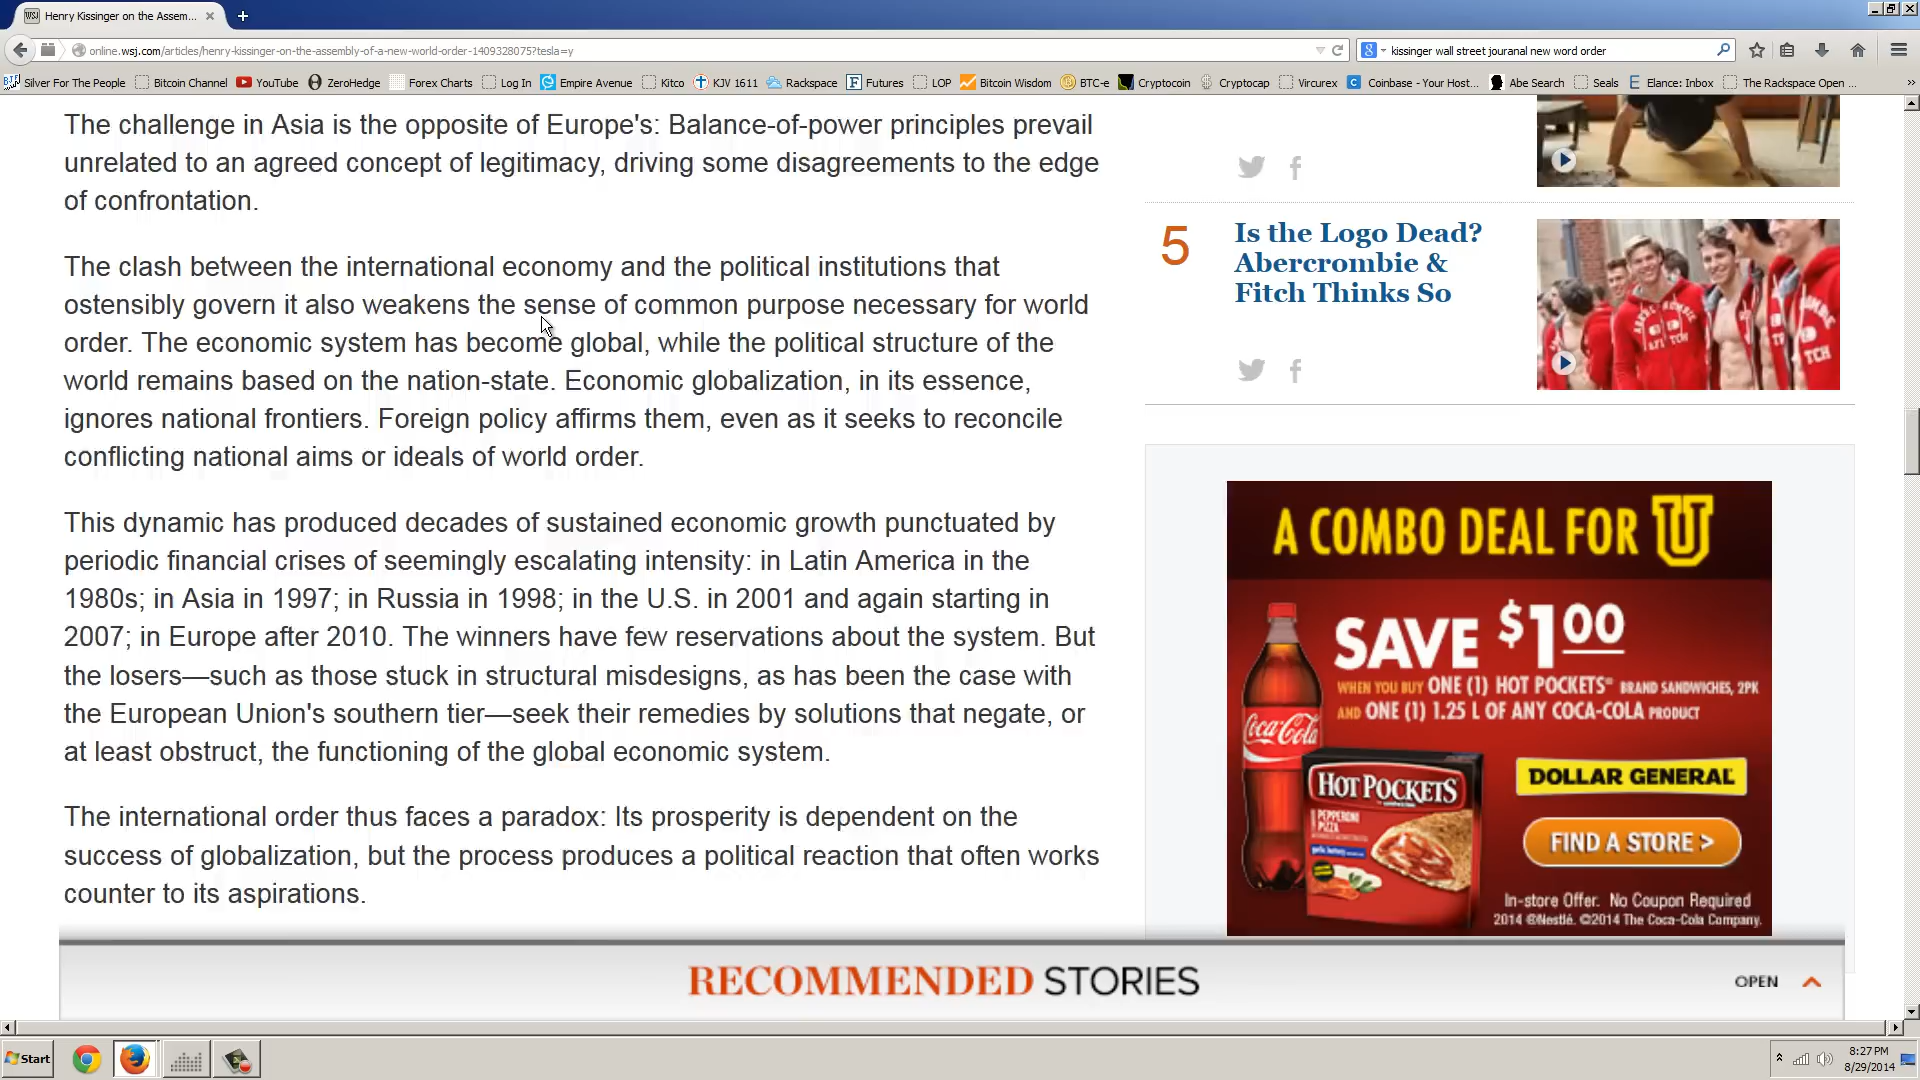 Henry Kissinger on the Assem...
online.wsj.com/articles/henry-kissinger-on-the-assembly-of-a-new-world-order-1409328075?tesla=y
kissinger wall street jouranal new word order
Silver For The People Bitcoin Channel YouTube ZeroHedge Forex Charts Log In Empire Avenue Kitco KJV 1611 Rackspace Futures LOP Bitcoin Wisdom BTC-e Cryptocoin Cryptocap Vircurex Coinbase - Your Host... Abe Search Seals Elance: Inbox The Rackspace Open ...
The challenge in Asia is the opposite of Europe's: Balance-of-power principles prevail
unrelated to an agreed concept of legitimacy, driving some disagreements to the edge
of confrontation.
The clash between the international economy and the political institutions that
ostensibly govern it also weakens the sense of common purpose necessary for world
order. The economic system has become global, while the political structure of the
world remains based on the nation-state. Economic globalization, in its essence,
ignores national frontiers. Foreign policy affirms them, even as it seeks to reconcile
conflicting national aims or ideals of world order.
This dynamic has produced decades of sustained economic growth punctuated by
periodic financial crises of seemingly escalating intensity: in Latin America in the
1980s; in Asia in 1997; in Russia in 1998; in the U.S. in 2001 and again starting in
2007; in Europe after 2010. The winners have few reservations about the system. But
the losers—such as those stuck in structural misdesigns, as has been the case with
the European Union's southern tier—seek their remedies by solutions that negate, or
at least obstruct, the functioning of the global economic system.
The international order thus faces a paradox: Its prosperity is dependent on the
success of globalization, but the process produces a political reaction that often works
counter to its aspirations.
5
Is the Logo Dead?
Abercrombie &
Fitch Thinks So
A COMBO DEAL FOR U
SAVE $1.00
WHEN YOU BUY ONE (1) HOT POCKETS® BRAND SANDWICHES, 2PK
AND ONE (1) 1.25 L OF ANY COCA-COLA PRODUCT
Coca-Cola
HOT POCKETS
PEPPERONI
PIZZA
DOLLAR GENERAL
FIND A STORE >
In-store Offer. No Coupon Required
2014 ®Nestlé. ©2014 The Coca-Cola Company.
RECOMMENDED STORIES
OPEN
Start
8:27 PM
8/29/2014